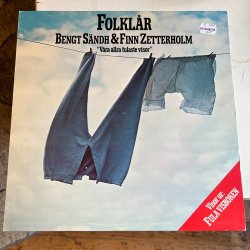 FOLKLÅR
BENGT SÄNDH & FINN ZETTERHOLM
"Våra allra fulaste visor"
Visor ur
FULA VISBOKEN